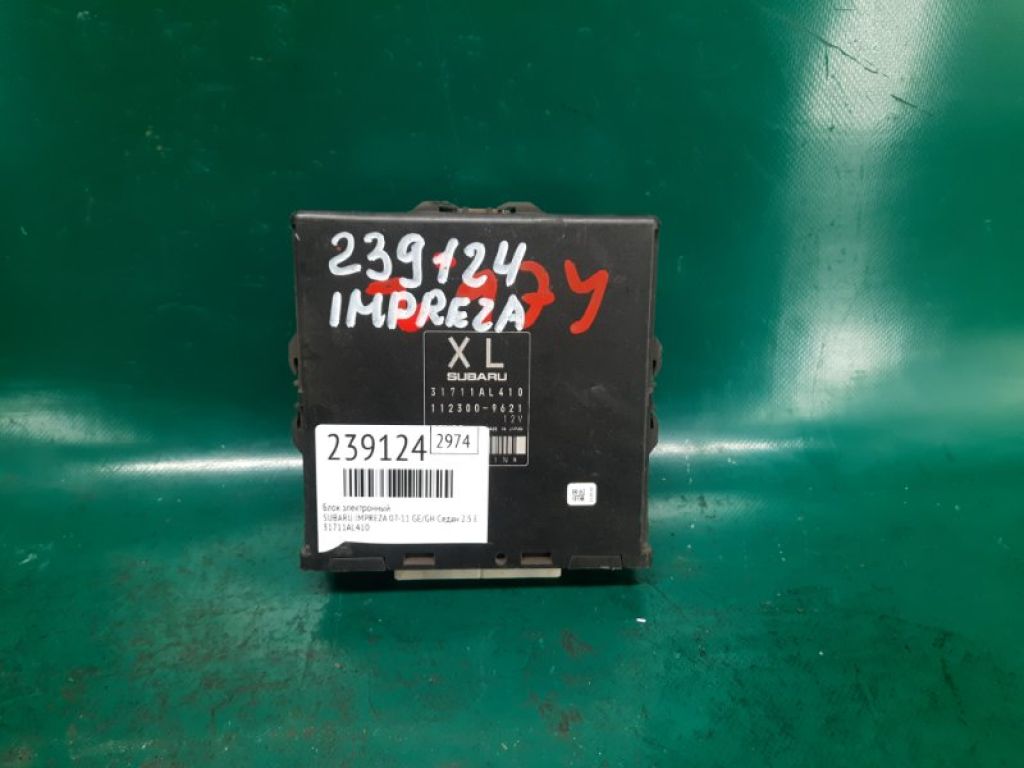 239124
974
IMPREZA
XL
SUBARU
31711AL410
112300-9621
12V
239124 2974
Блок электронный
SUBARU IMPREZA 07-11 GE/GH Седан 2.5 i
31711AL410